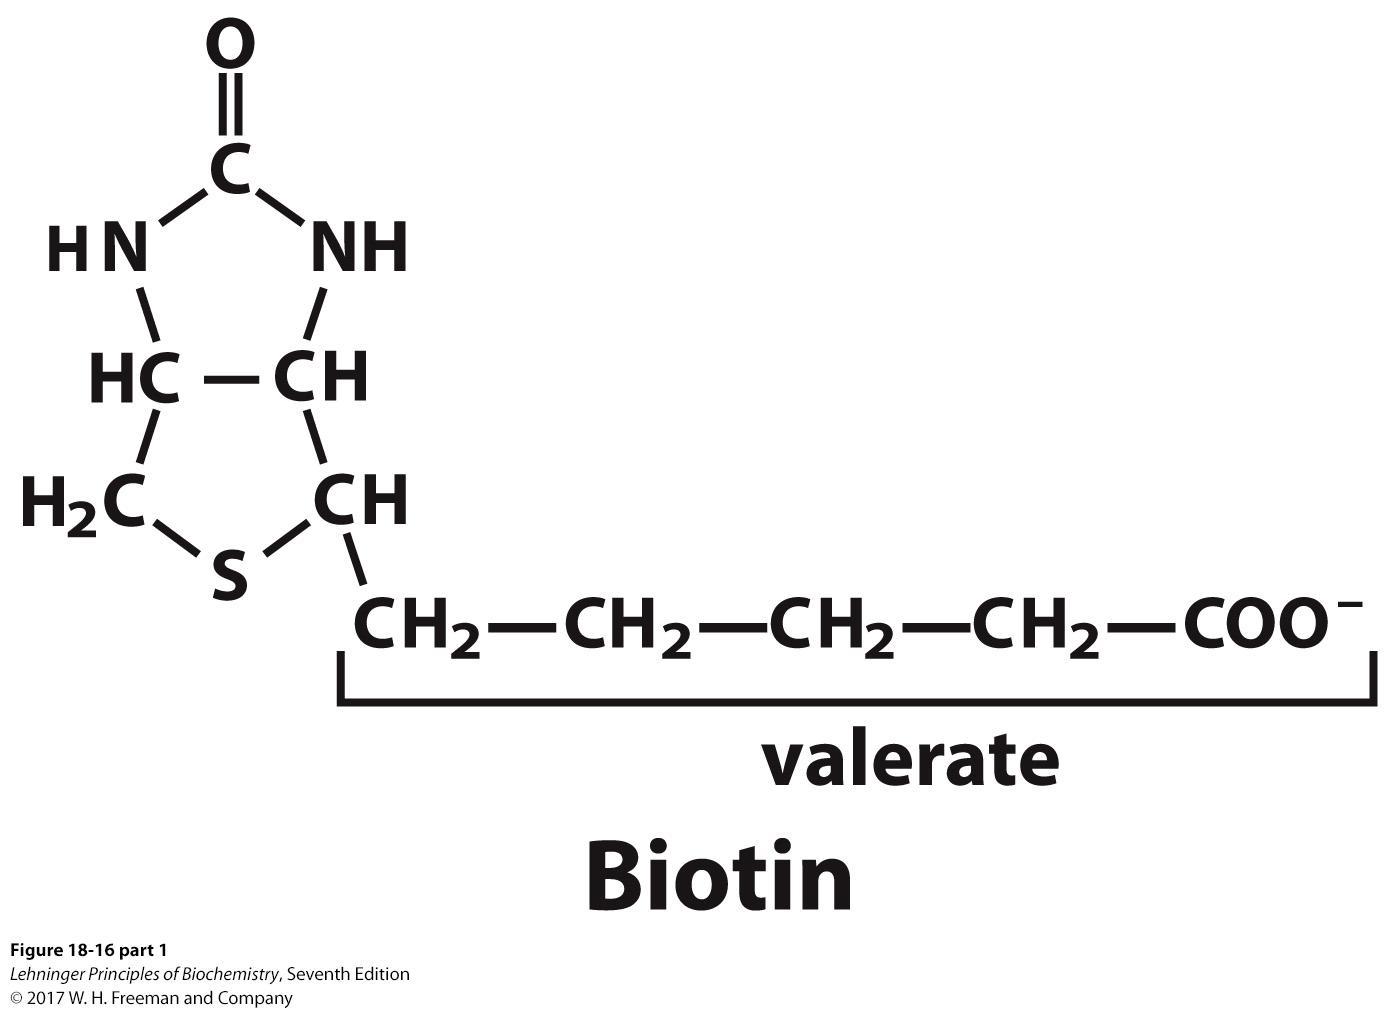 O
C
HN NH
HC — CH
H₂C CH
S
CH₂—CH₂—CH₂—CH₂—COO⁻
valerate
Biotin
Figure 18-16 part 1
Lehninger Principles of Biochemistry, Seventh Edition
© 2017 W. H. Freeman and Company